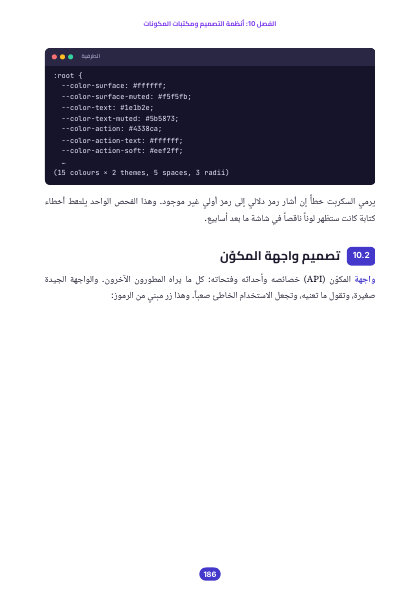 الفصل 10: أنظمة التصميم ومكتبات المكونات
الطرفية
:root {
--color-surface: #ffffff;
--color-surface-muted: #f5f5fb;
--color-text: #1e1b2e;
--color-text-muted: #5b5873;
--color-action: #4338ca;
--color-action-text: #ffffff;
--color-action-soft: #eef2ff;
…
(15 colours × 2 themes, 5 spaces, 3 radii)
يرمي السكربت خطأً إن أشار رمز دلالي إلى رمز أولي غير موجود. وهذا الفحص الواحد يلتقط أخطاء
كتابة كانت ستظهر لوناً ناقصاً في شاشة ما بعد أسابيع.
10.2 تصميم واجهة المكوّن
واجهة المكوّن (API) خصائصه وأحداثه وفتحاته: كل ما يراه المطورون الآخرون. والواجهة الجيدة
صغيرة، وتقول ما تعنيه، وتجعل الاستخدام الخاطئ صعباً. وهذا زر مبني من الرموز:
186